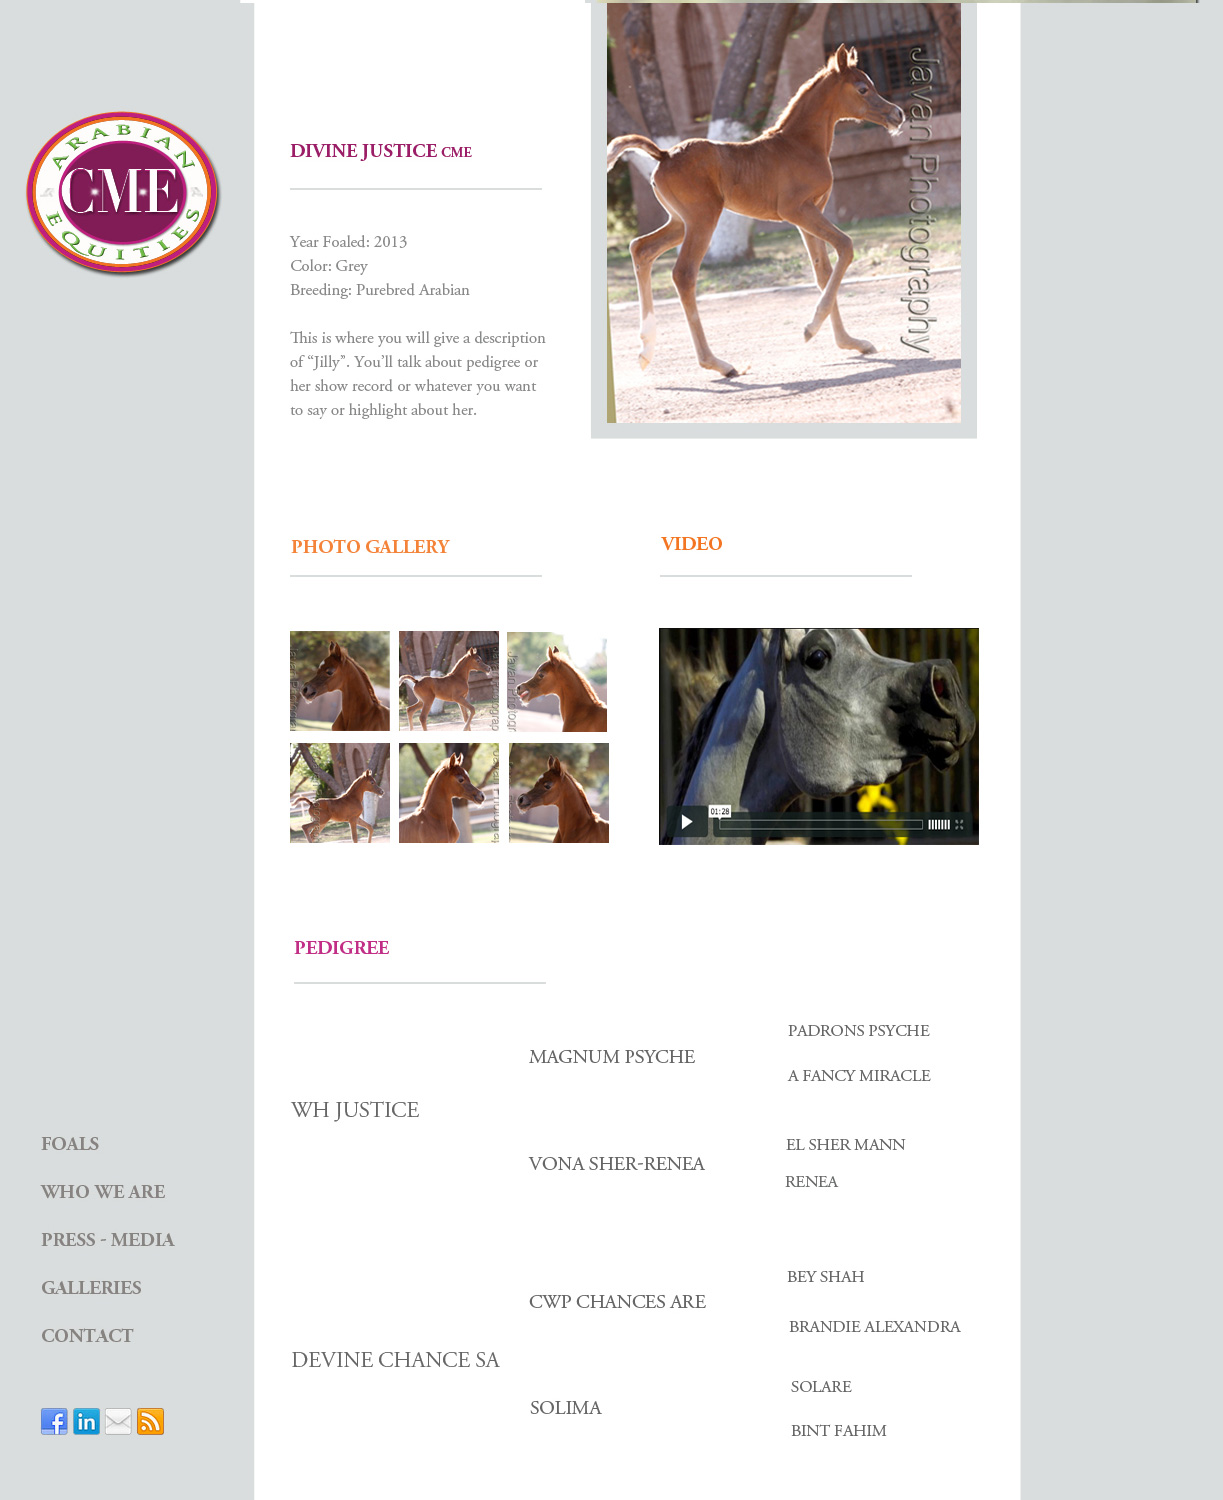 ARABIAN
C·M·E
EQUITIES
DIVINE JUSTICE CME
Year Foaled: 2013
Color: Grey
Breeding: Purebred Arabian
This is where you will give a description
of “Jilly”. You’ll talk about pedigree or
her show record or whatever you want
to say or highlight about her.
Javan Photography
PHOTO GALLERY
VIDEO
01:28
PEDIGREE
PADRONS PSYCHE
MAGNUM PSYCHE
A FANCY MIRACLE
WH JUSTICE
EL SHER MANN
VONA SHER-RENEA
RENEA
BEY SHAH
CWP CHANCES ARE
BRANDIE ALEXANDRA
DEVINE CHANCE SA
SOLARE
SOLIMA
BINT FAHIM
FOALS
WHO WE ARE
PRESS - MEDIA
GALLERIES
CONTACT
f
in